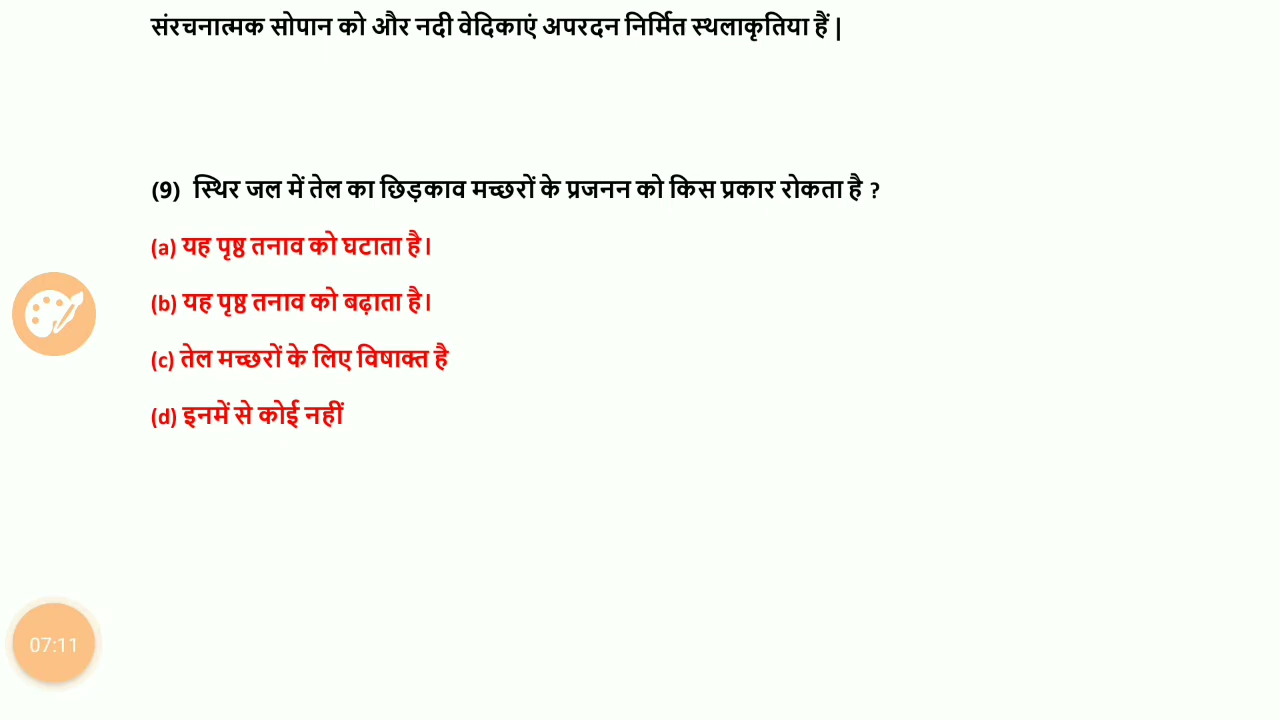 संरचनात्मक सोपान को और नदी वेदिकाएं अपरदन निर्मित स्थलाकृतिया हैं |
(9) स्थिर जल में तेल का छिड़काव मच्छरों के प्रजनन को किस प्रकार रोकता है ?
(a) यह पृष्ठ तनाव को घटाता है।
(b) यह पृष्ठ तनाव को बढ़ाता है।
(c) तेल मच्छरों के लिए विषाक्त है
(d) इनमें से कोई नहीं
07:11